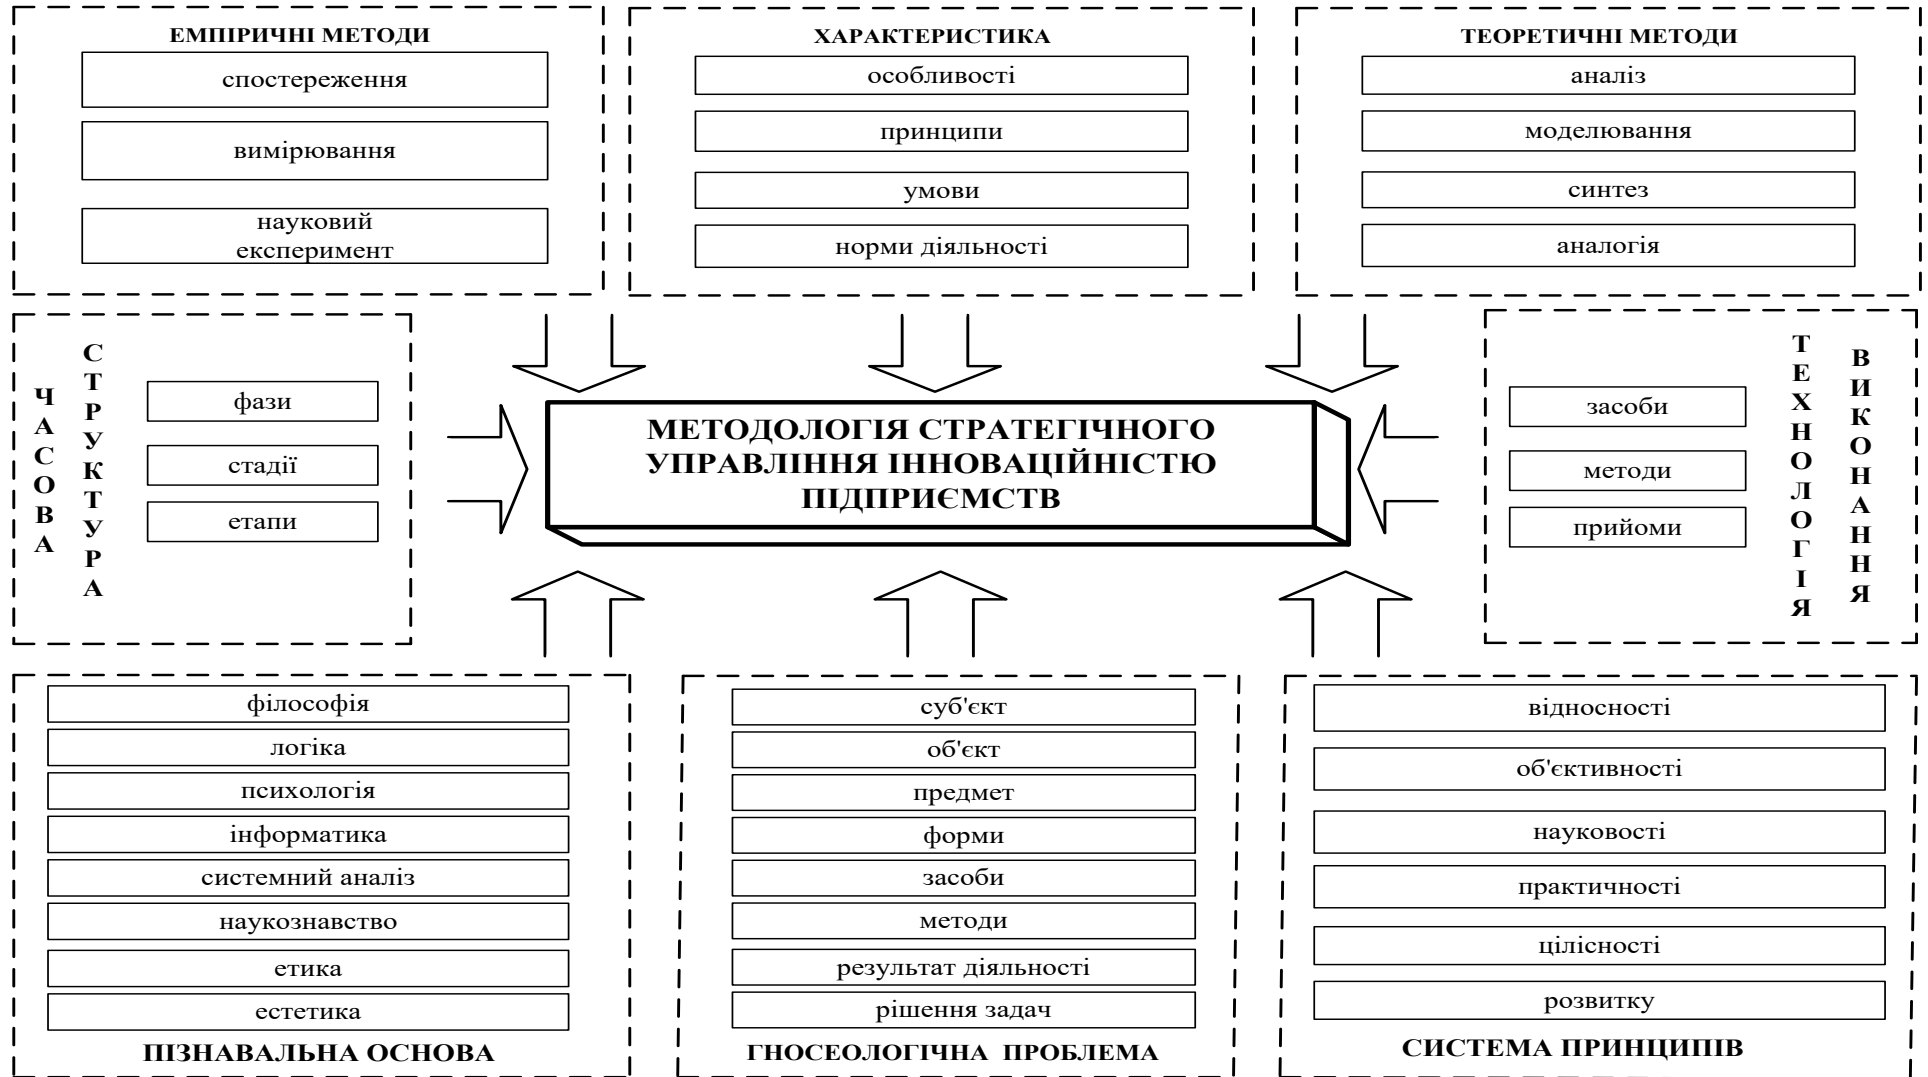 ЕМПІРИЧНІ МЕТОДИ
спостереження
вимірювання
науковий
експеримент
ХАРАКТЕРИСТИКА
особливості
принципи
умови
норми діяльності
ТЕОРЕТИЧНІ МЕТОДИ
аналіз
моделювання
синтез
аналогія
ЧАСОВА
СТРУКТУРА
фази
стадії
етапи
МЕТОДОЛОГІЯ СТРАТЕГІЧНОГО
УПРАВЛІННЯ ІННОВАЦІЙНІСТЮ
ПІДПРИЄМСТВ
засоби
методи
прийоми
ТЕХНОЛОГІЯ
ВИКОНАННЯ
філософія
логіка
психологія
інформатика
системний аналіз
наукознавство
етика
естетика
ПІЗНАВАЛЬНА ОСНОВА
суб'єкт
об'єкт
предмет
форми
засоби
методи
результат діяльності
рішення задач
ГНОСЕОЛОГІЧНА ПРОБЛЕМА
відносності
об'єктивності
науковості
практичності
цілісності
розвитку
СИСТЕМА ПРИНЦИПІВ